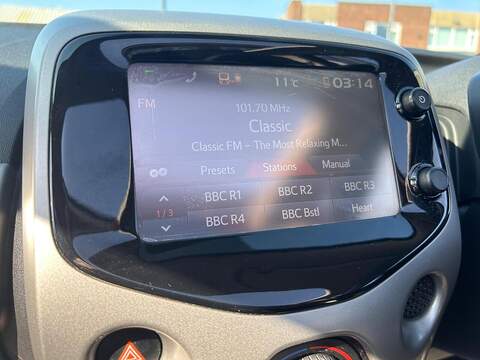 11°C 03:14
FM
101.70 MHz
Classic
Classic FM – The Most Relaxing M...
Presets Stations Manual
BBC R1 BBC R2 BBC R3
1/3
BBC R4 BBC Bstl Heart